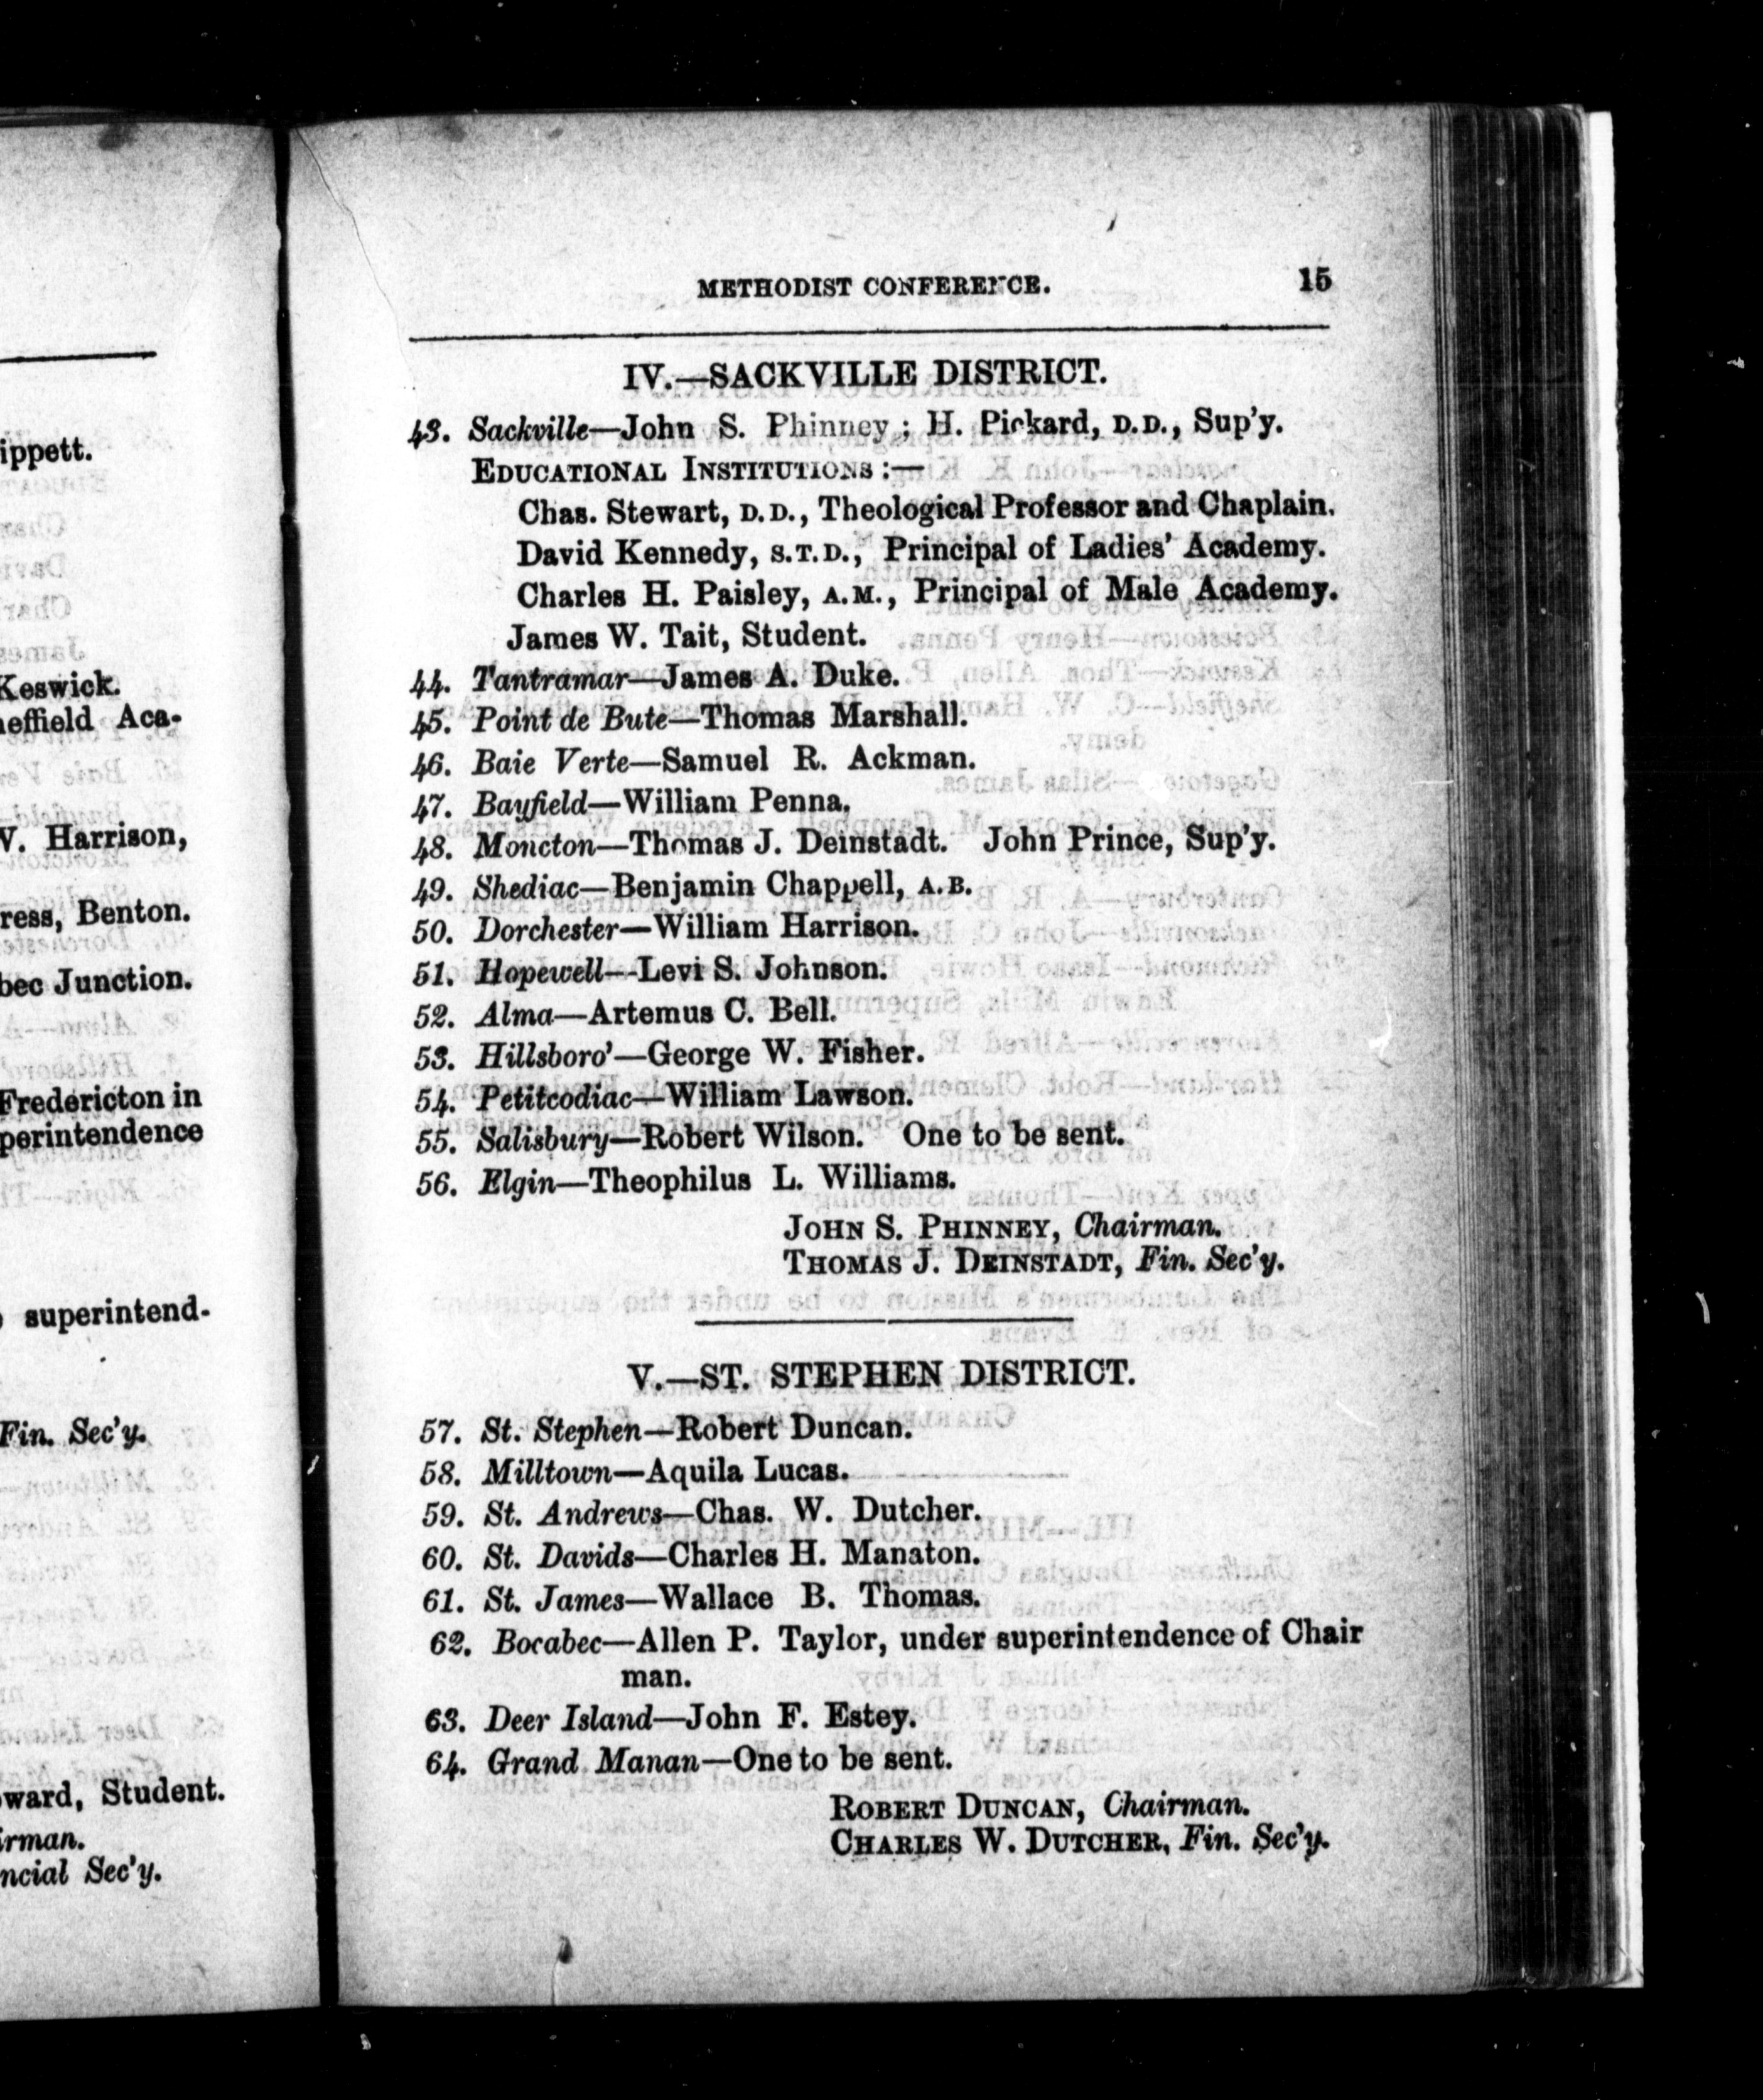 ippett.
Keswick.
effield Aca-
V. Harrison,
ress, Benton.
bec Junction.
Fredericton in
perintendence
superintend-
Fin. Sec'y.
ward, Student.
irman.
ncial Sec'y.
METHODIST CONFERENCE. 15
IV.—SACKVILLE DISTRICT.
43. Sackville—John S. Phinney; H. Pickard, D.D., Sup'y.
EDUCATIONAL INSTITUTIONS:—
Chas. Stewart, D.D., Theological Professor and Chaplain.
David Kennedy, S.T.D., Principal of Ladies' Academy.
Charles H. Paisley, A.M., Principal of Male Academy.
James W. Tait, Student.
44. Tantramar—James A. Duke.
45. Point de Bute—Thomas Marshall.
46. Baie Verte—Samuel R. Ackman.
47. Bayfield—William Penna.
48. Moncton—Thomas J. Deinstadt. John Prince, Sup'y.
49. Shediac—Benjamin Chappell, A.B.
50. Dorchester—William Harrison.
51. Hopewell—Levi S. Johnson.
52. Alma—Artemus C. Bell.
53. Hillsboro'—George W. Fisher.
54. Petitcodiac—William Lawson.
55. Salisbury—Robert Wilson. One to be sent.
56. Elgin—Theophilus L. Williams.
JOHN S. PHINNEY, Chairman.
THOMAS J. DEINSTADT, Fin. Sec'y.
V.—ST. STEPHEN DISTRICT.
57. St. Stephen—Robert Duncan.
58. Milltown—Aquila Lucas.
59. St. Andrews—Chas. W. Dutcher.
60. St. Davids—Charles H. Manaton.
61. St. James—Wallace B. Thomas.
62. Bocabec—Allen P. Taylor, under superintendence of Chair
man.
63. Deer Island—John F. Estey.
64. Grand Manan—One to be sent.
ROBERT DUNCAN, Chairman.
CHARLES W. DUTCHER, Fin. Sec'y.